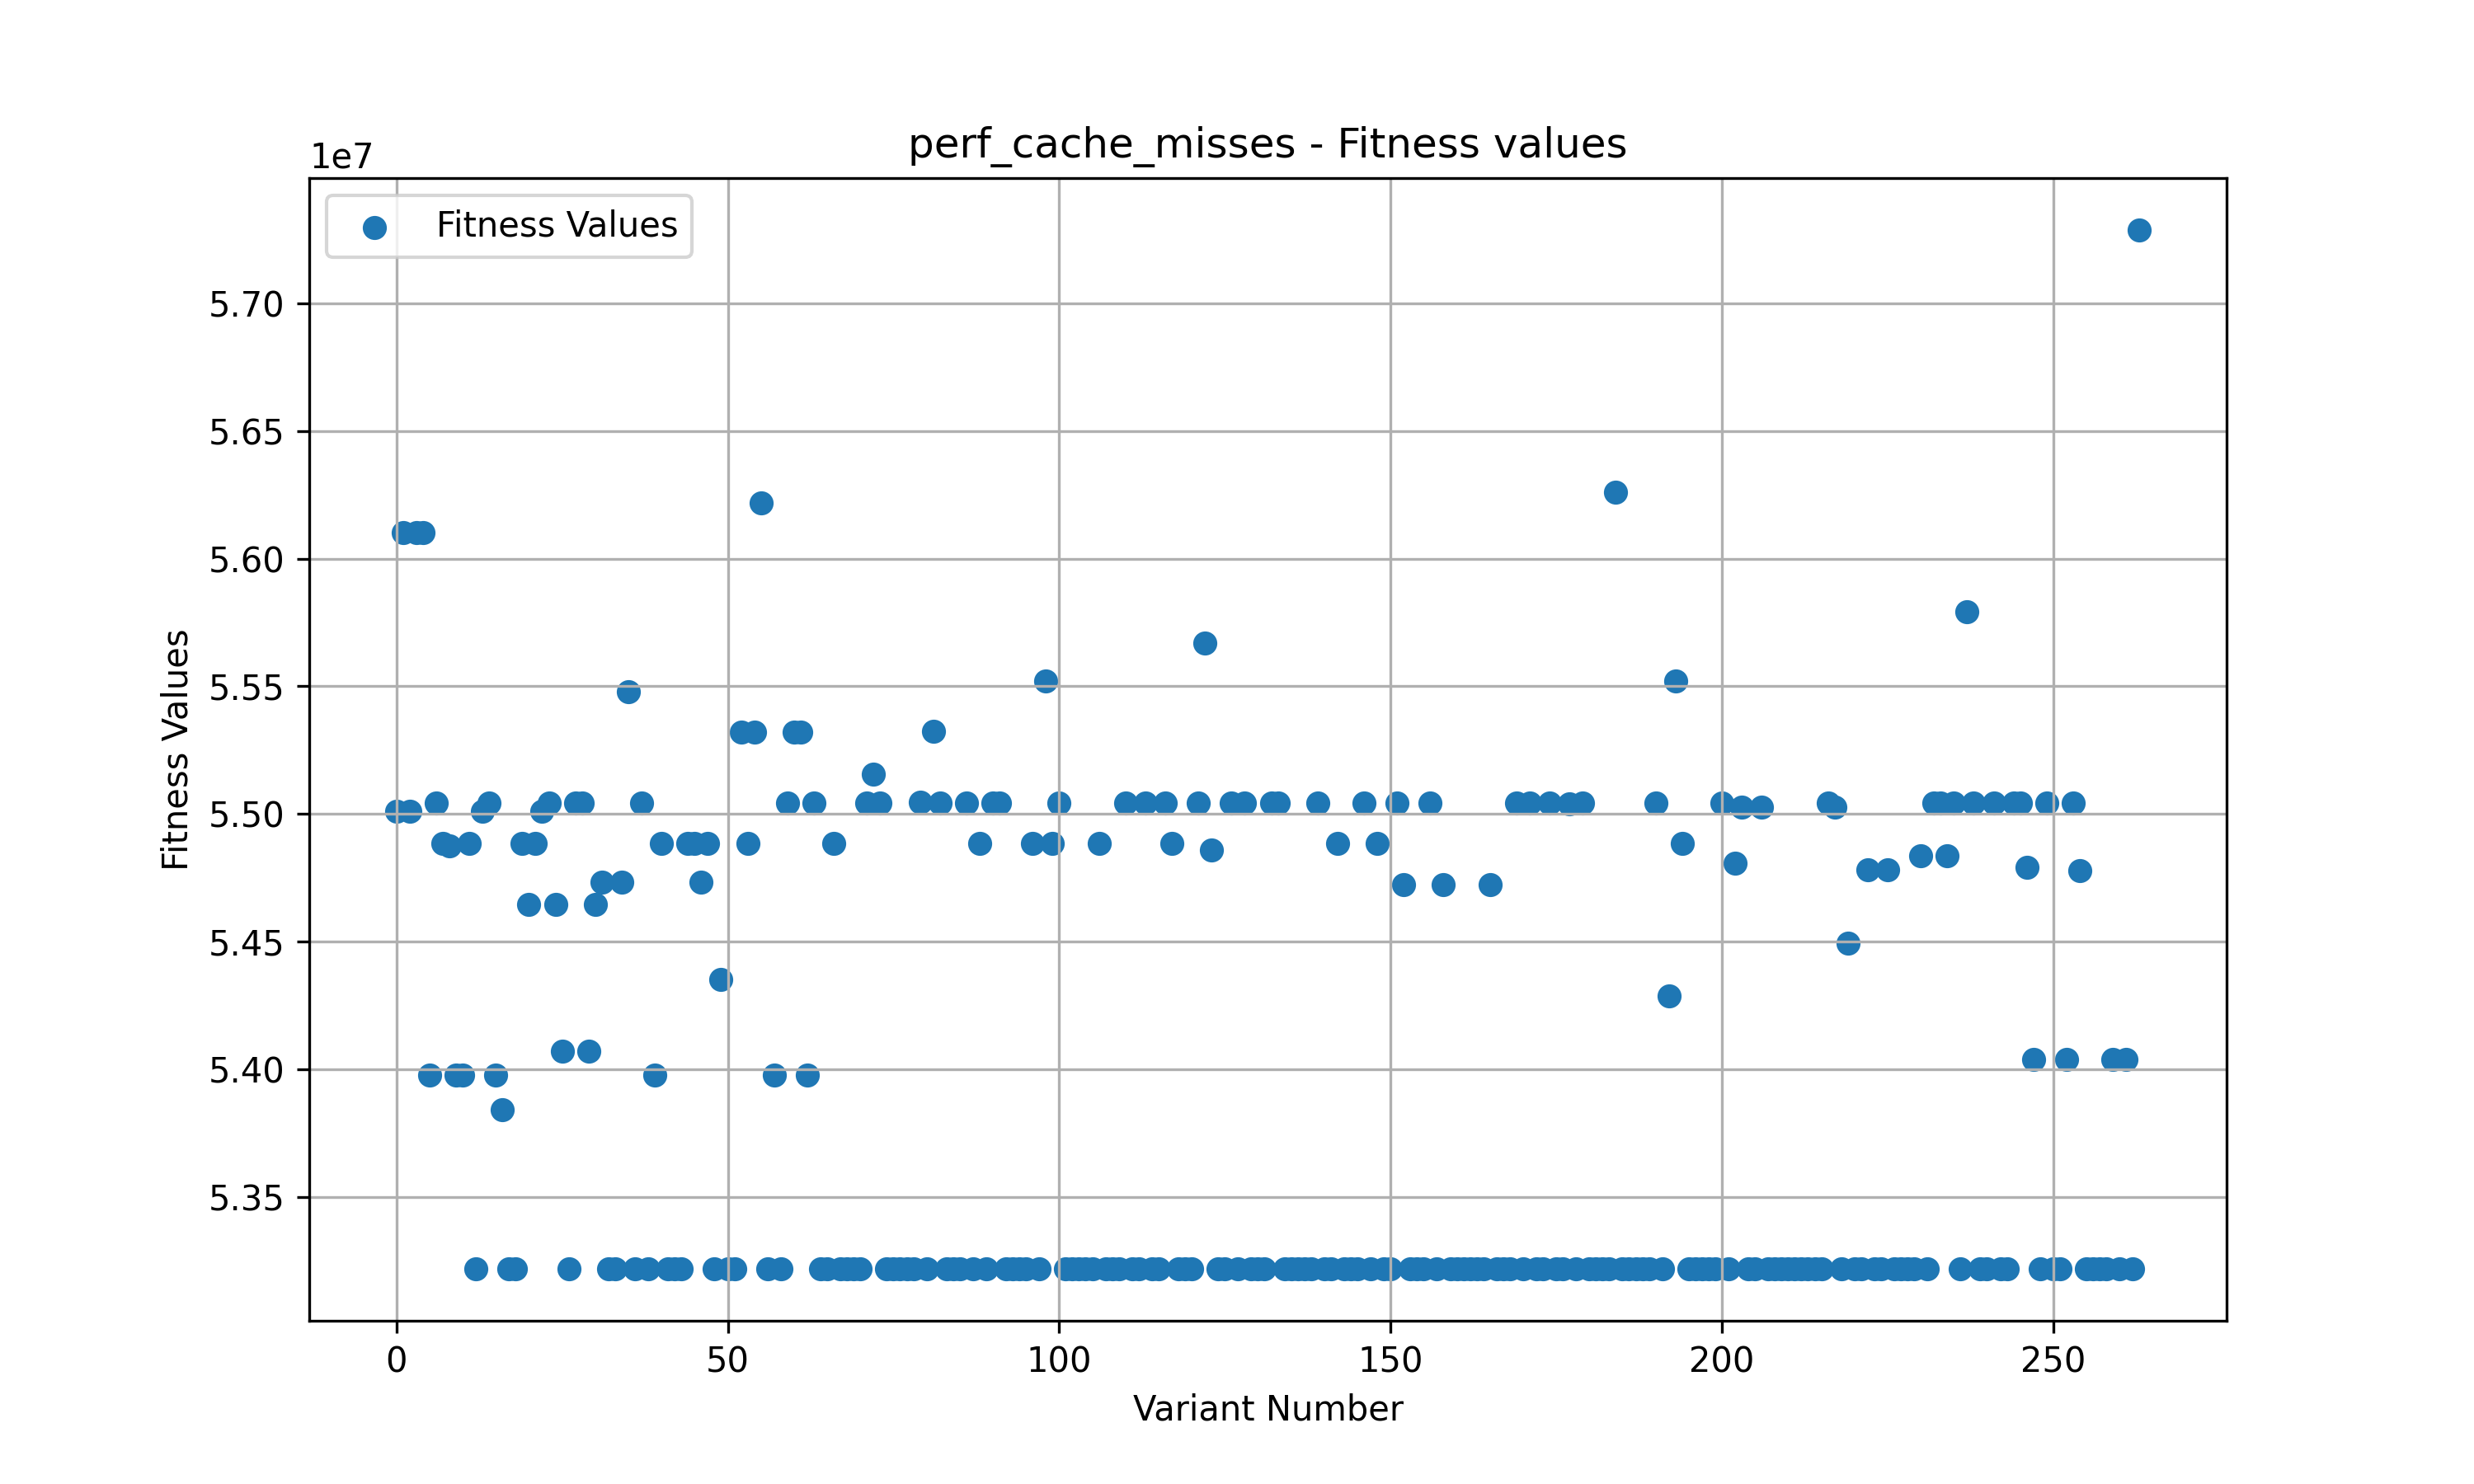 perf_cache_misses - Fitness values
1e7
Fitness Values
5.70
5.65
5.60
5.55
5.50
5.45
5.40
5.35
Fitness Values
0 50 100 150 200 250
Variant Number